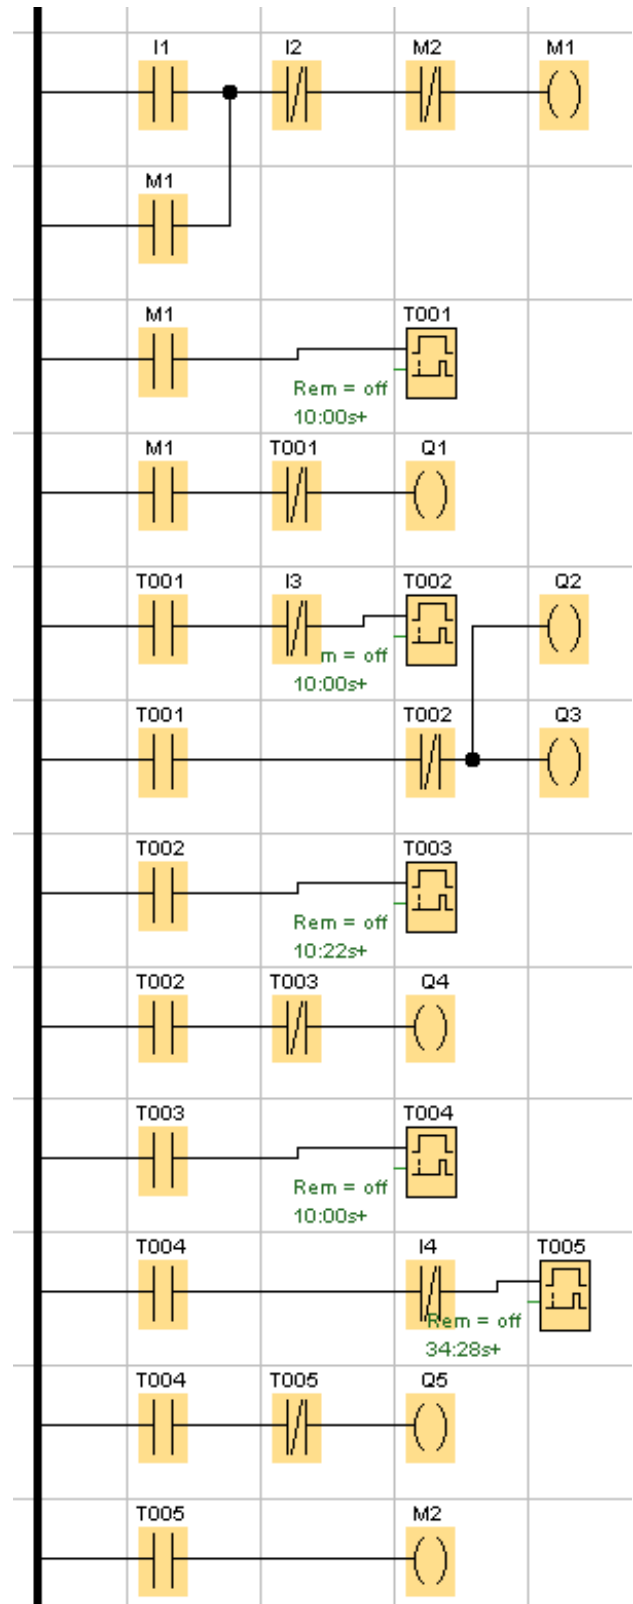 I1 I2 M2 M1
M1
M1 T001
Rem = off
10:00s+
M1 T001 Q1
T001 I3 T002 Q2
m = off
10:00s+
T001 T002 Q3
T002 T003
Rem = off
10:22s+
T002 T003 Q4
T003 T004
Rem = off
10:00s+
T004 I4 T005
Rem = off
34:28s+
T004 T005 Q5
T005 M2